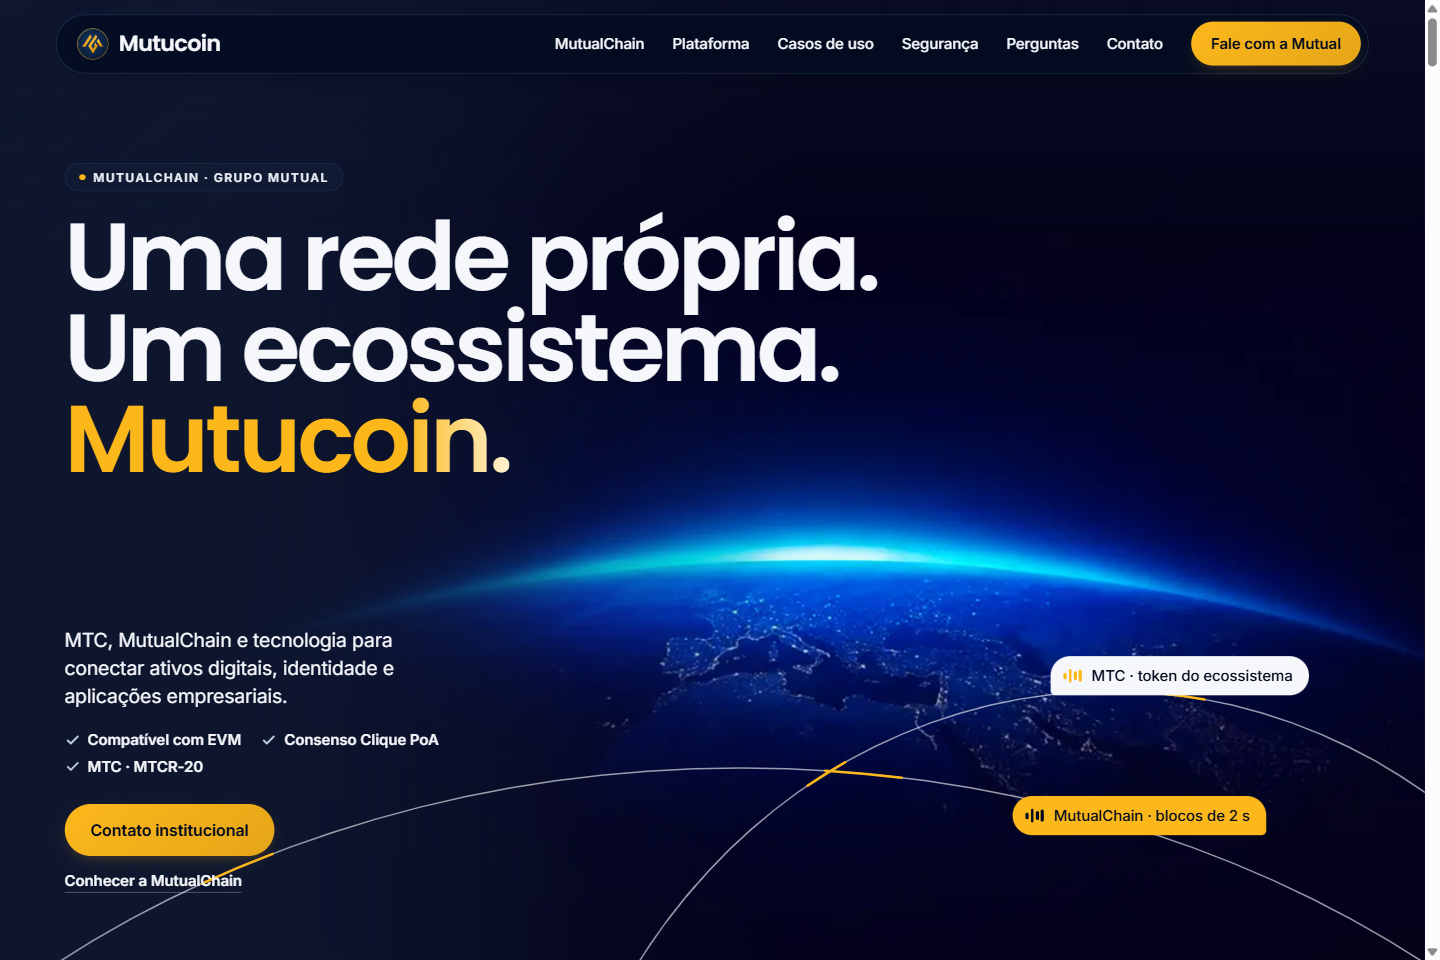 Mutucoin
MutualChain
Plataforma
Casos de uso
Segurança
Perguntas
Contato
Fale com a Mutual
MUTUALCHAIN · GRUPO MUTUAL
Uma rede própria.
Um ecossistema.
Mutucoin.
MTC, MutualChain e tecnologia para
conectar ativos digitais, identidade e
aplicações empresariais.
Compatível com EVM
Consenso Clique PoA
MTC · MTCR-20
Contato institucional
Conhecer a MutualChain
MTC · token do ecossistema
MutualChain · blocos de 2 s